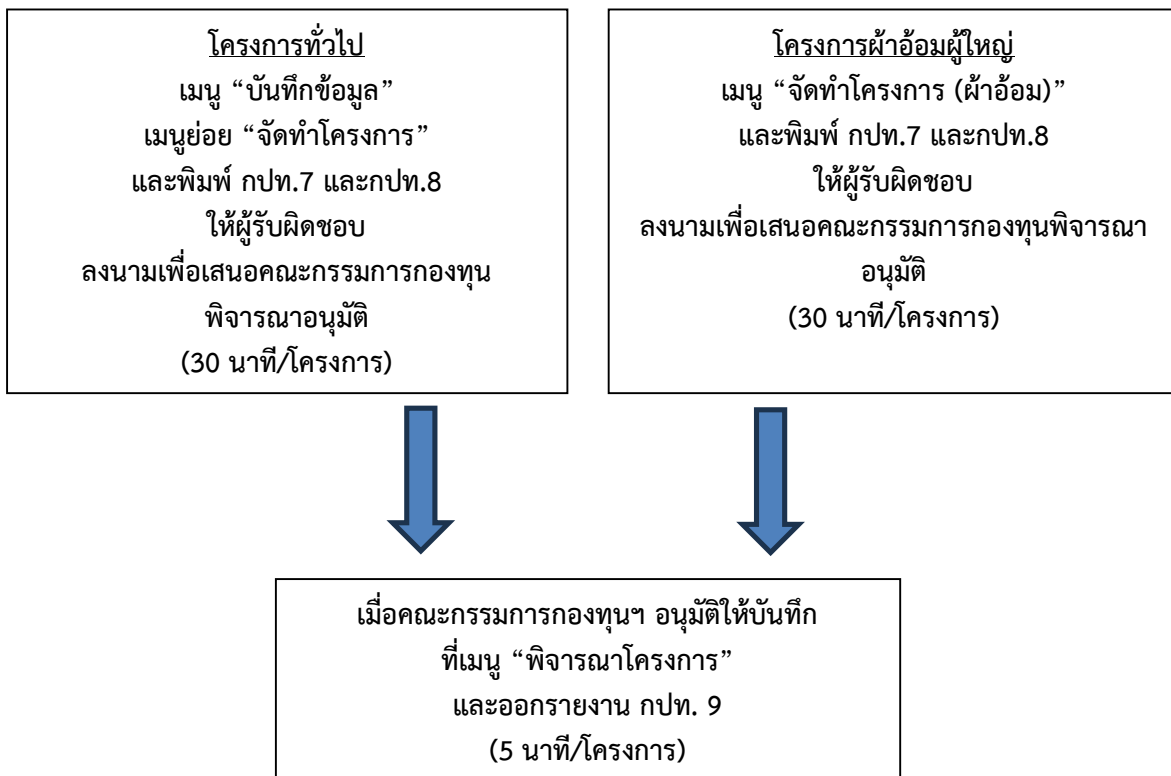 โครงการทั่วไป
เมนู “บันทึกข้อมูล”
เมนูย่อย “จัดทำโครงการ”
และพิมพ์ กปท.7 และกปท.8
ให้ผู้รับผิดชอบ
ลงนามเพื่อเสนอคณะกรรมการกองทุน
พิจารณาอนุมัติ
(30 นาที/โครงการ)
โครงการผ้าอ้อมผู้ใหญ่
เมนู “จัดทำโครงการ (ผ้าอ้อม)”
และพิมพ์ กปท.7 และกปท.8
ให้ผู้รับผิดชอบ
ลงนามเพื่อเสนอคณะกรรมการกองทุนพิจารณา
อนุมัติ
(30 นาที/โครงการ)
เมื่อคณะกรรมการกองทุนฯ อนุมัติให้บันทึก
ที่เมนู “พิจารณาโครงการ”
และออกรายงาน กปท. 9
(5 นาที/โครงการ)